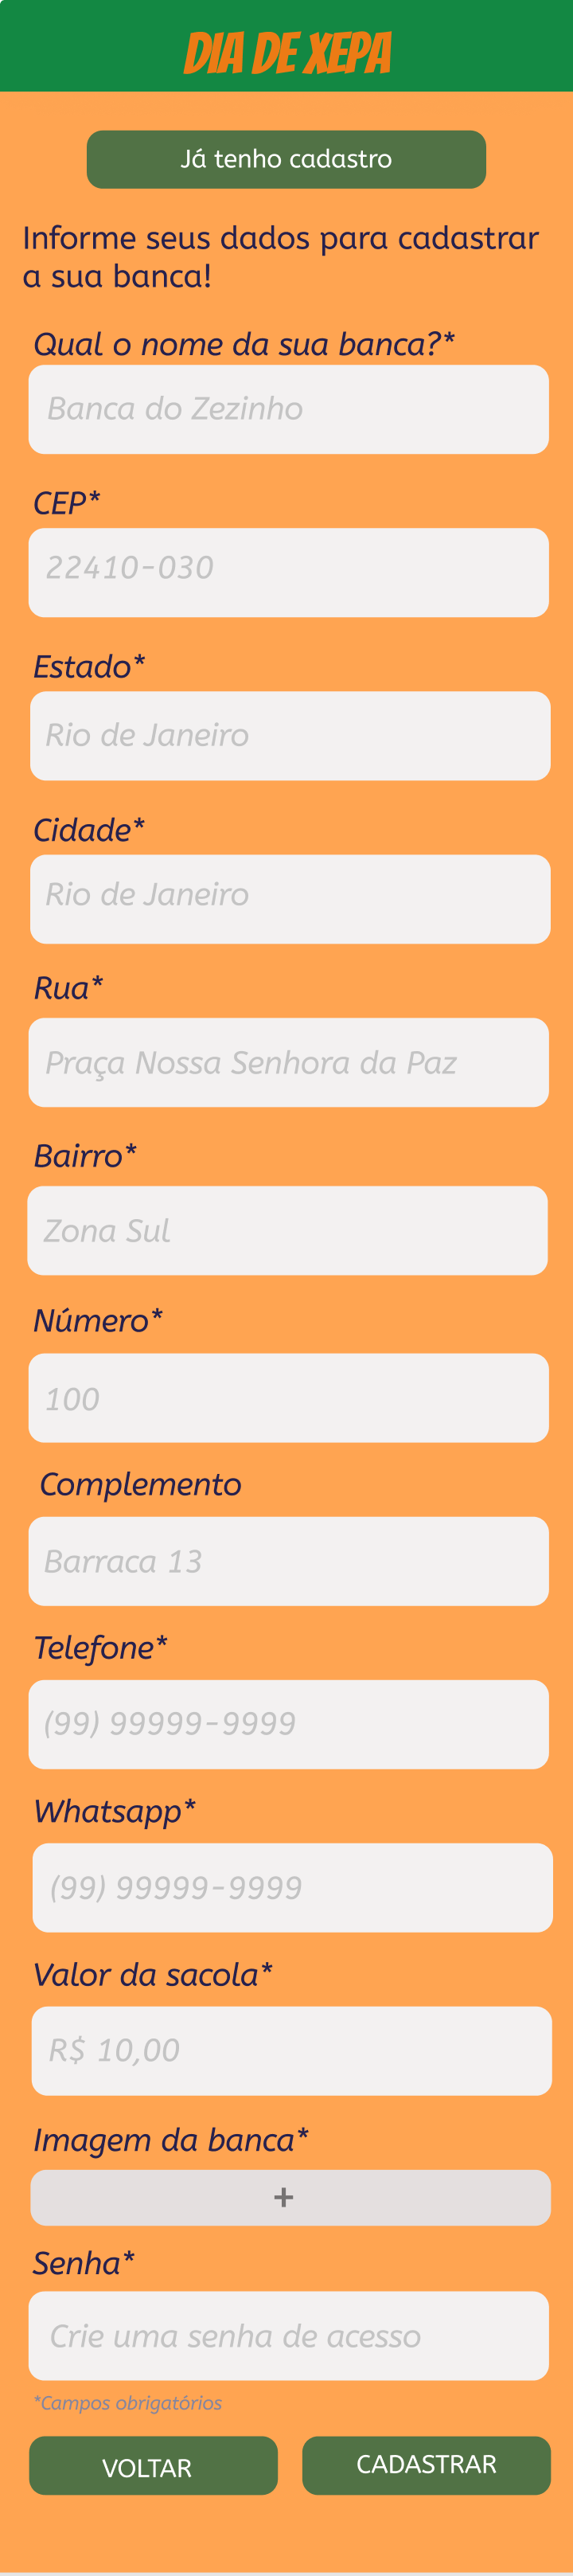 DIA DE XEPA
Já tenho cadastro
Informe seus dados para cadastrar
a sua banca!
Qual o nome da sua banca?*
Banca do Zezinho
CEP*
22410-030
Estado*
Rio de Janeiro
Cidade*
Rio de Janeiro
Rua*
Praça Nossa Senhora da Paz
Bairro*
Zona Sul
Número*
100
Complemento
Barraca 13
Telefone*
(99) 99999-9999
Whatsapp*
(99) 99999-9999
Valor da sacola*
R$ 10,00
Imagem da banca*
+
Senha*
Crie uma senha de acesso
*Campos obrigatórios
VOLTAR CADASTRAR